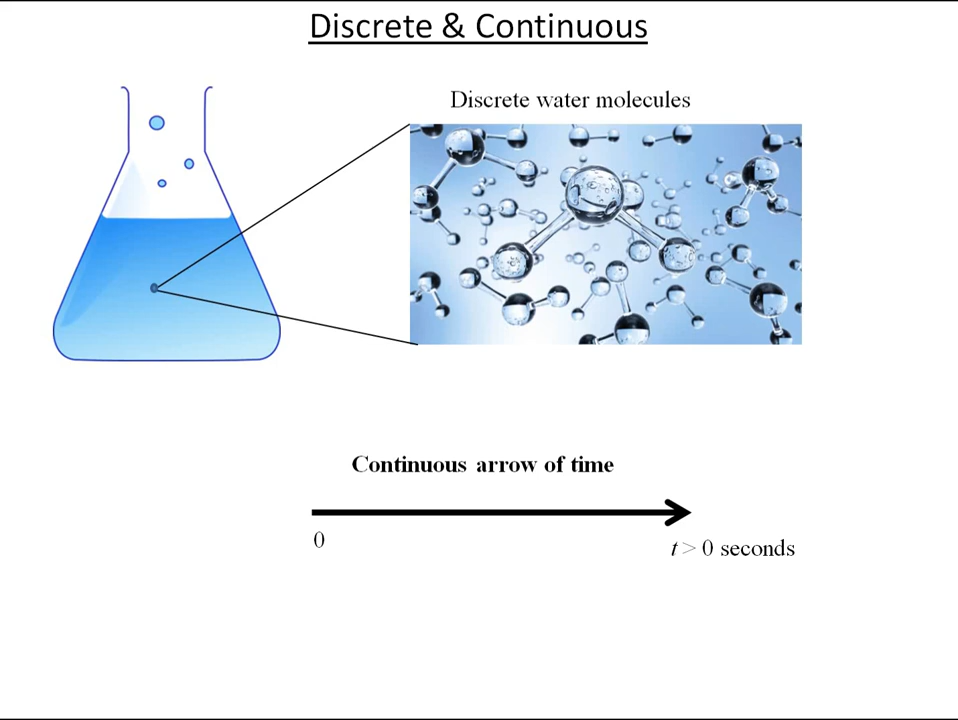 Discrete & Continuous
Discrete water molecules
Continuous arrow of time
0
t > 0 seconds